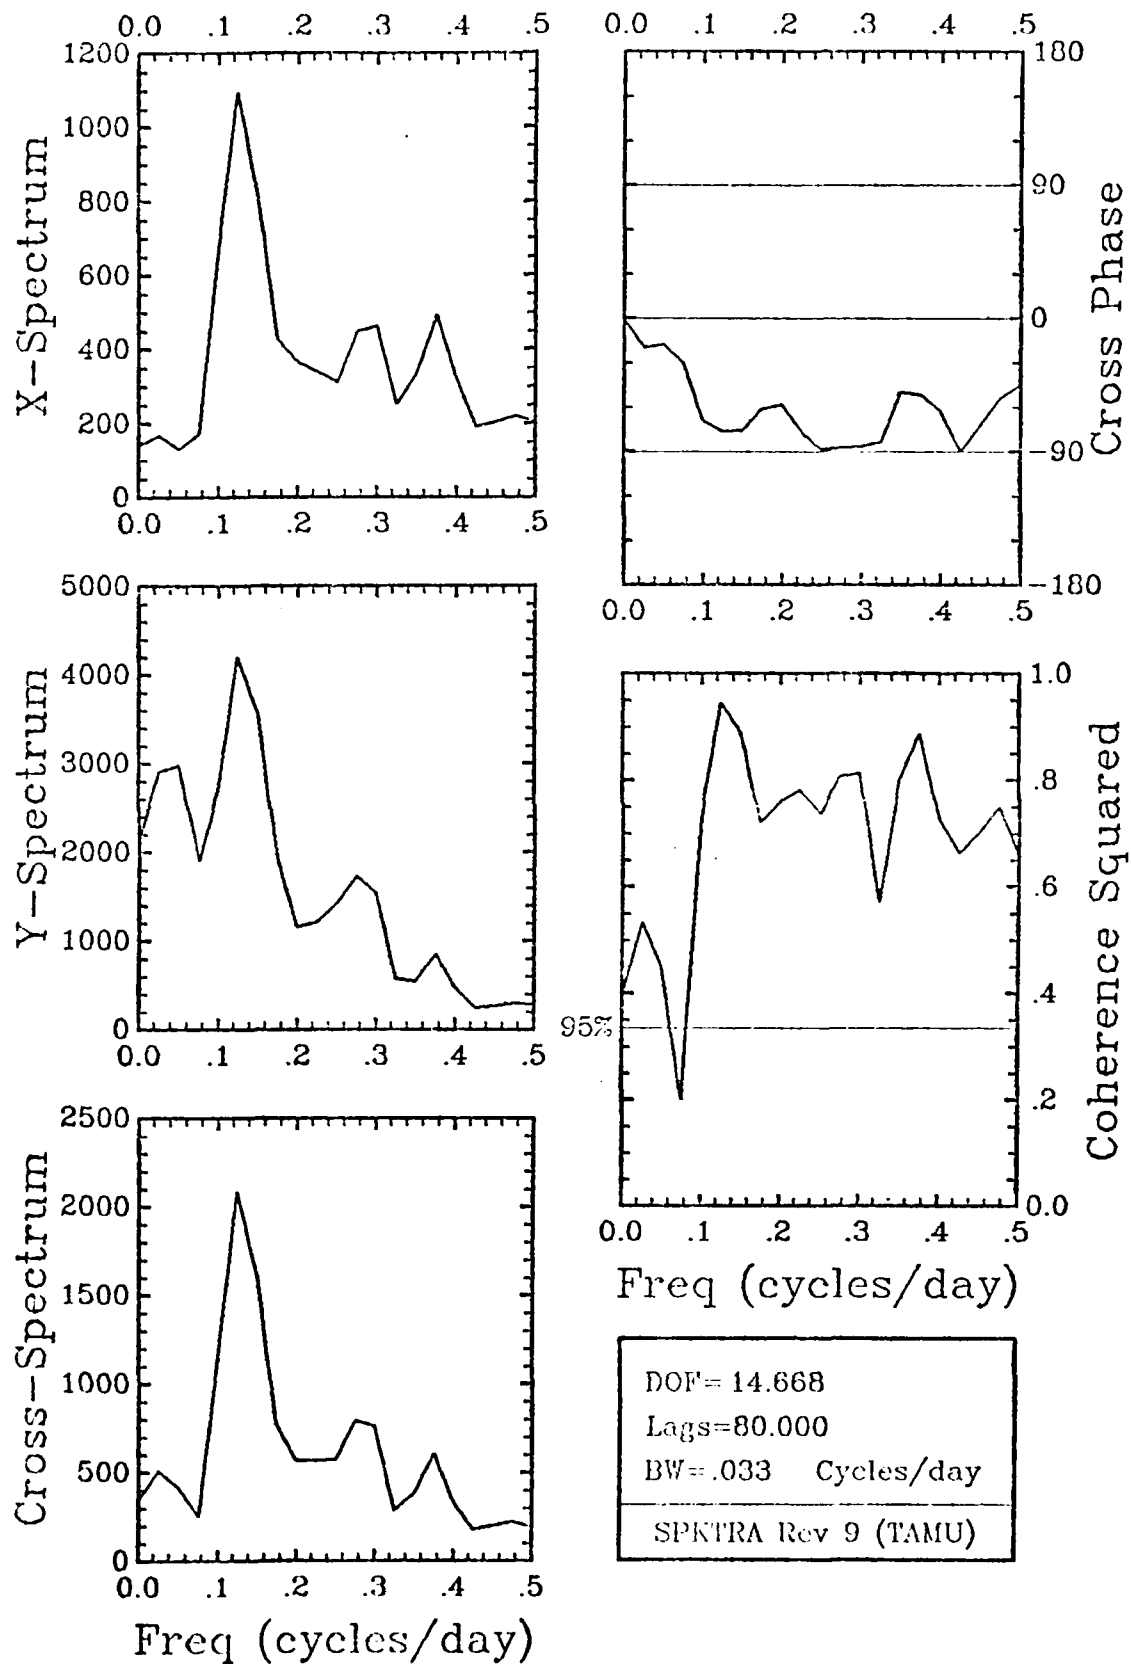 0.0 .1 .2 .3 .4 .5
1200
1000
800
600
400
200
0
X-Spectrum
0.0 .1 .2 .3 .4 .5
0.0 .1 .2 .3 .4 .5
180
90
0
-90
-180
Cross Phase
0.0 .1 .2 .3 .4 .5
5000
4000
3000
2000
1000
0
Y-Spectrum
0.0 .1 .2 .3 .4 .5
1.0
.8
.6
.4
.2
0.0
95%
Coherence Squared
0.0 .1 .2 .3 .4 .5
Freq (cycles/day)
2500
2000
1500
1000
500
0
Cross-Spectrum
0.0 .1 .2 .3 .4 .5
Freq (cycles/day)
DOF= 14.668
Lags=80.000
BW= .033 Cycles/day
SPKTRA Rev 9 (TAMU)